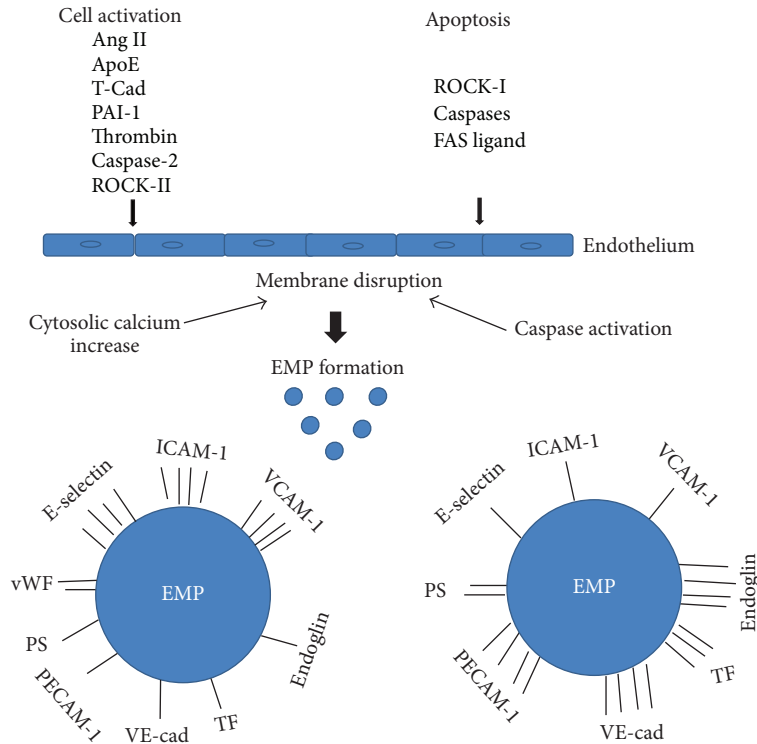 Cell activation
Ang II
ApoE
T-Cad
PAI-1
Thrombin
Caspase-2
ROCK-II
Apoptosis
ROCK-I
Caspases
FAS ligand
Endothelium
Membrane disruption
Cytosolic calcium
increase
Caspase activation
EMP formation
ICAM-1
E-selectin
VCAM-1
vWF
EMP
PS
Endoglin
PECAM-1
VE-cad
TF
ICAM-1
VCAM-1
E-selectin
PS
EMP
Endoglin
PECAM-1
TF
VE-cad